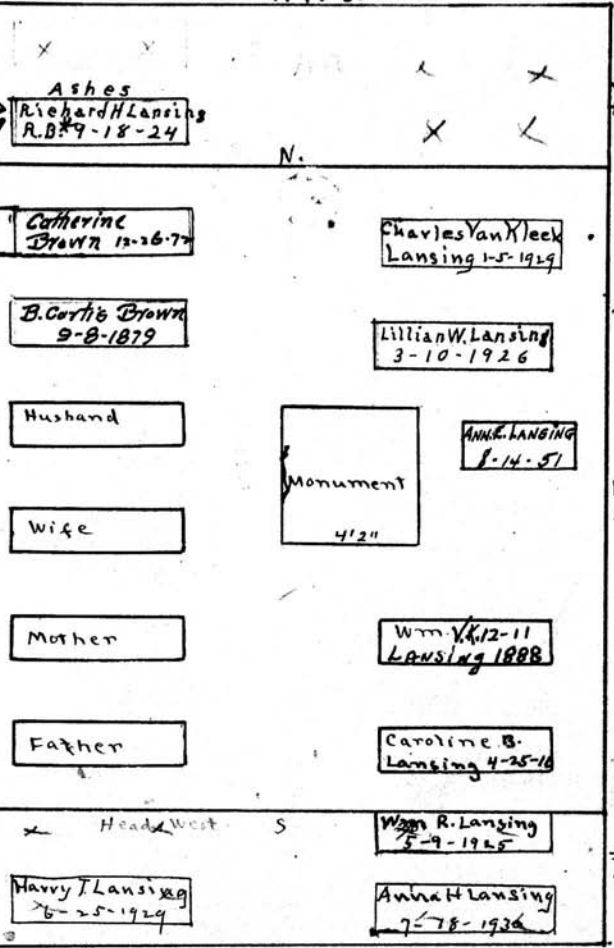 Ashes
Richard H Lansing
R.B. 9-18-24
N.
Catherine
Brown 12-26-72
Charles Van Kleek
Lansing 1-5-1929
B. Curtis Brown
9-8-1879
Lillian W. Lansing
3-10-1926
Husband
ANN. E. LANSING
8-14-51
Monument
4'2"
Wife
Mother
Wm. V.K. 12-11
LANSING 1888
Father
Caroline B.
Lansing 4-25-16
Head West
S
Wm R. Lansing
5-9-1925
Harry T Lansing
6-25-1929
Anna H Lansing
7-18-1936